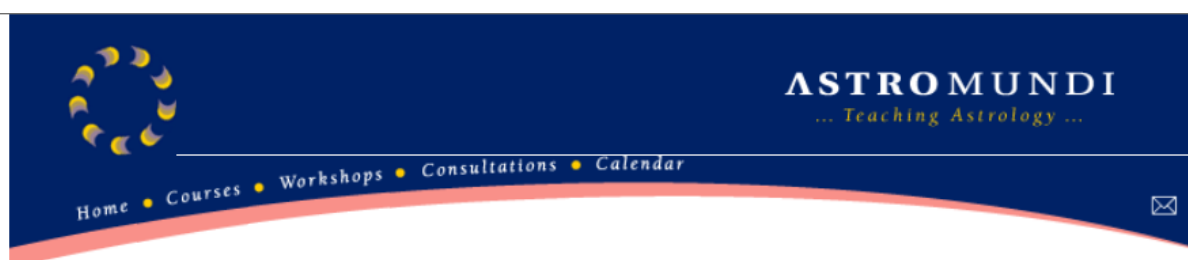 ASTROMUNDI
... Teaching Astrology ...
Home • Courses • Workshops • Consultations • Calendar